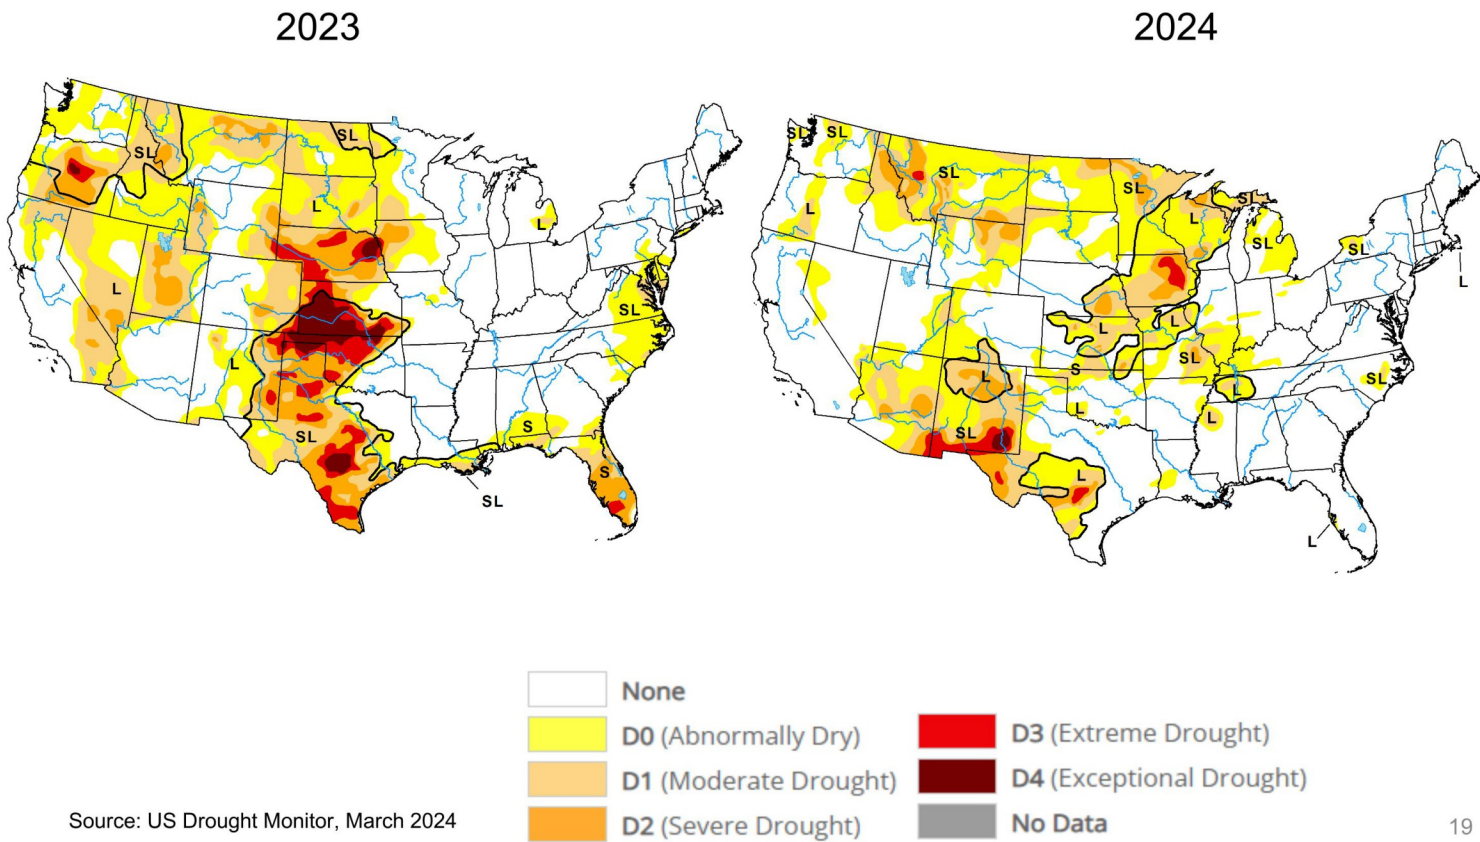 2023
2024
SL
SL
L
L
L
L
SL
SL
SL
S
S
SL
SL
SL
L
SL
SL
L
SL
SL
SL
L
L
L
SL
S
L
L
SL
L
L
SL
L
L
None
D0 (Abnormally Dry)
D1 (Moderate Drought)
D2 (Severe Drought)
D3 (Extreme Drought)
D4 (Exceptional Drought)
No Data
Source: US Drought Monitor, March 2024
19